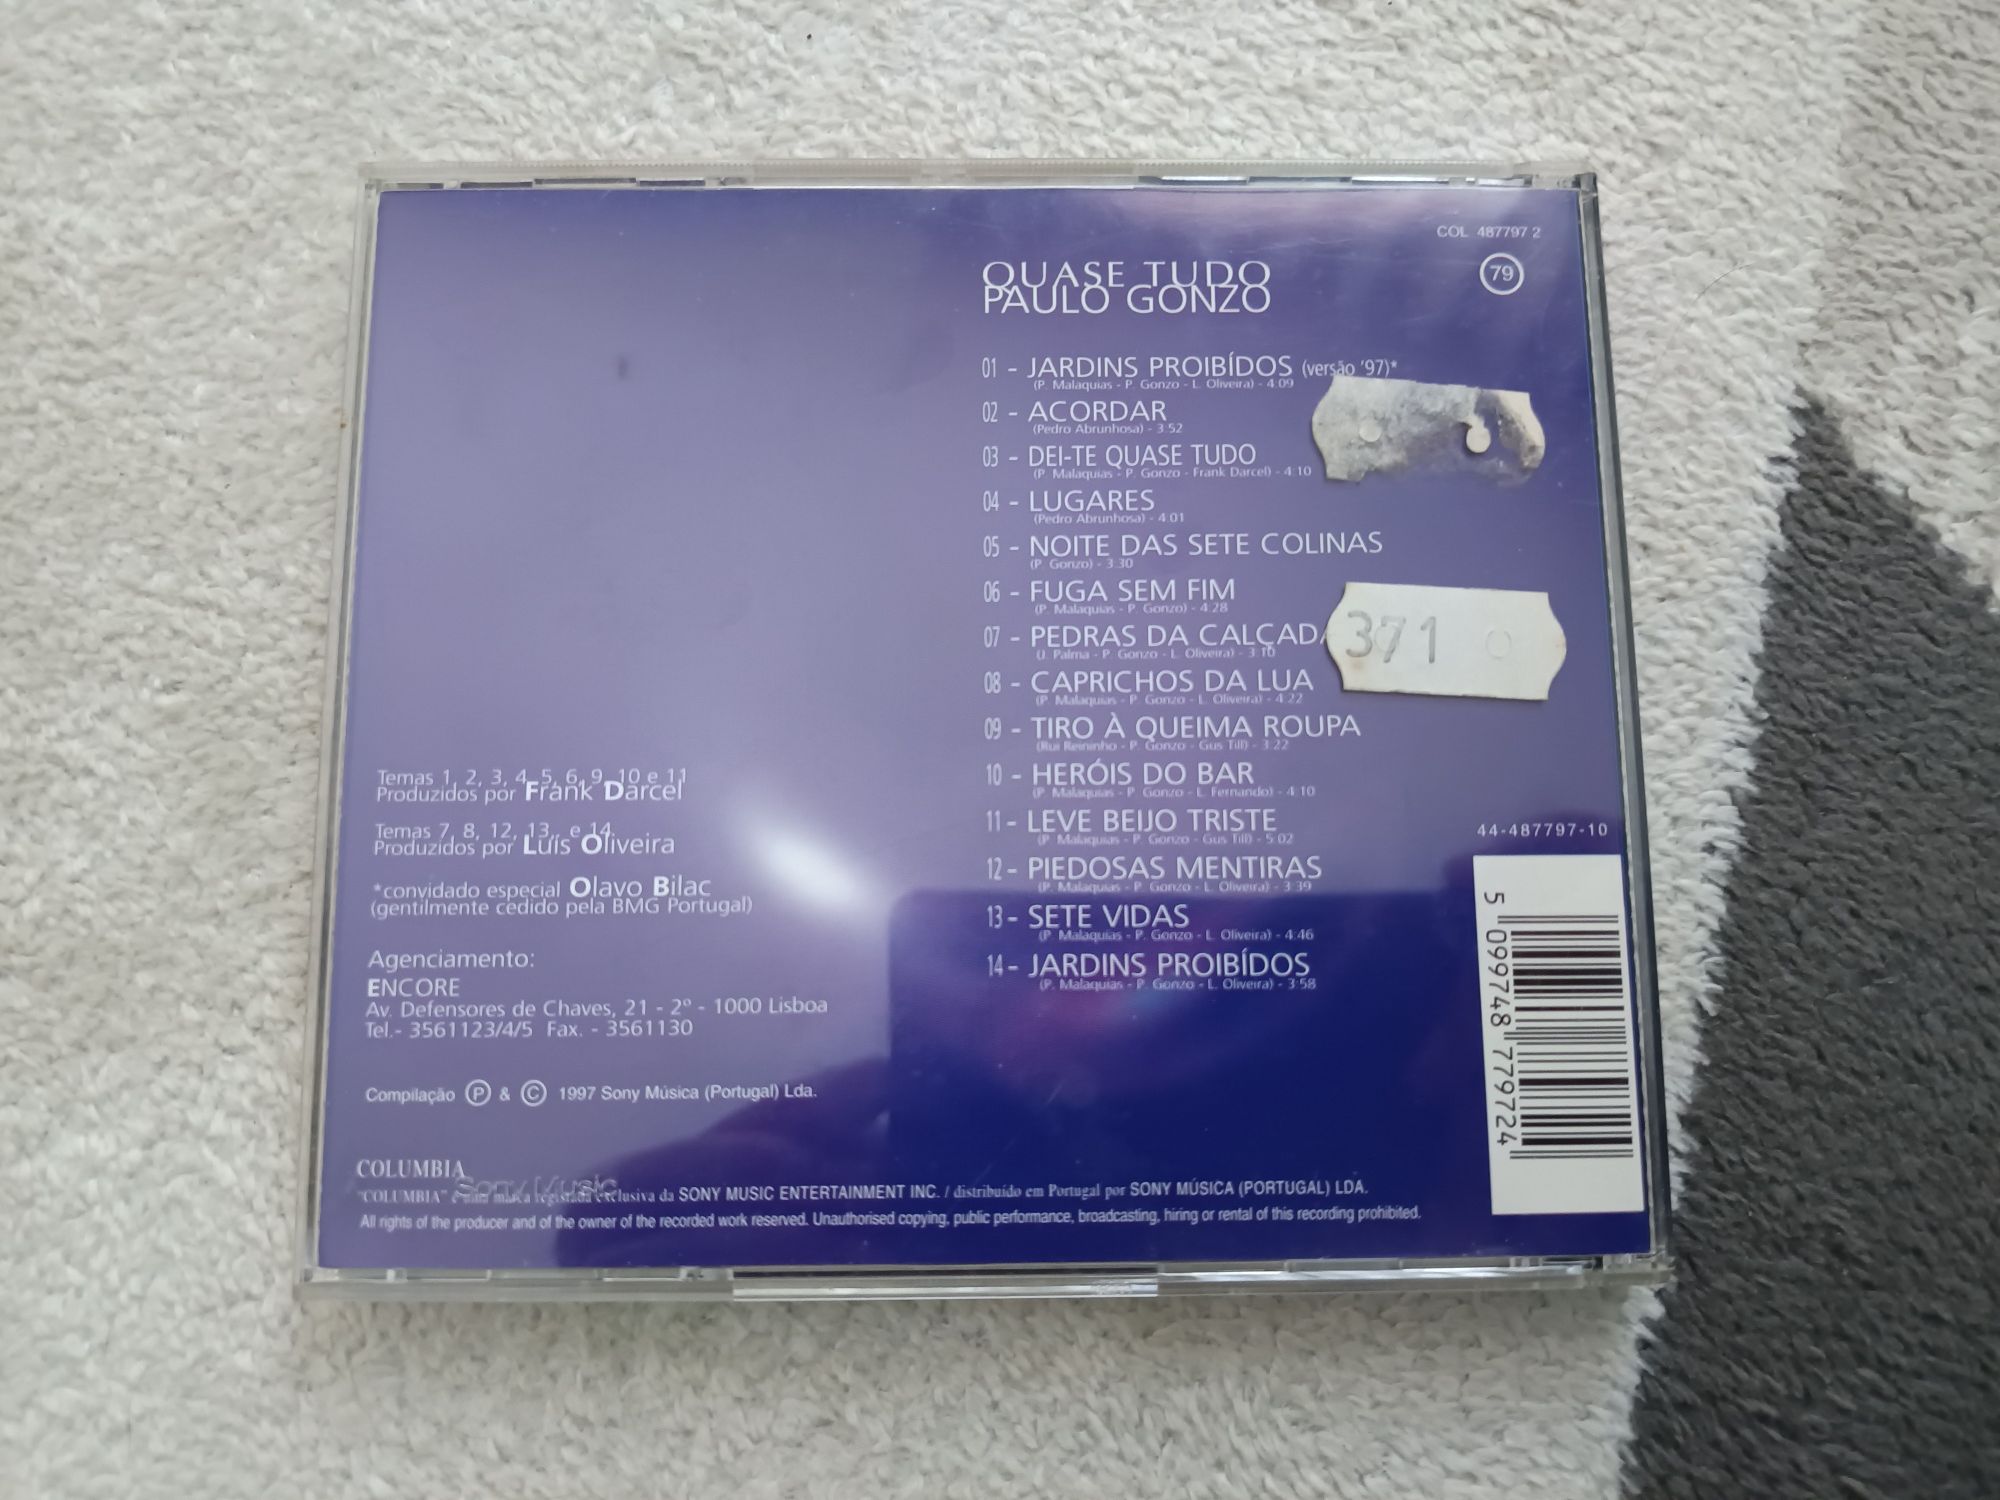 COL 487797 2
79
QUASE TUDO
PAULO GONZO
01 - JARDINS PROIBÍDOS (versão '97)*
(P. Malaquias - P. Gonzo - L. Oliveira) - 4:09
02 - ACORDAR
(Pedro Abrunhosa) - 3:52
03 - DEI-TE QUASE TUDO
(P. Malaquias - P. Gonzo - Frank Darcel) - 4:10
04 - LUGARES
(Pedro Abrunhosa) - 4:01
05 - NOITE DAS SETE COLINAS
(P. Gonzo) - 3:30
06 - FUGA SEM FIM
(P. Malaquias - P. Gonzo) - 4:28
07 - PEDRAS DA CALÇADA
(J. Palma - P. Gonzo - L. Oliveira) - 3:10
371
08 - CAPRICHOS DA LUA
(P. Malaquias - P. Gonzo - L. Oliveira) - 4:22
09 - TIRO À QUEIMA ROUPA
(Rui Reininho - P. Gonzo - Gus Till) - 3:22
10 - HERÓIS DO BAR
(P. Malaquias - P. Gonzo - L. Fernando) - 4:10
11 - LEVE BEIJO TRISTE
(P. Malaquias - P. Gonzo - Gus Till) - 5:02
12 - PIEDOSAS MENTIRAS
(P. Malaquias - P. Gonzo - L. Oliveira) - 3:39
13 - SETE VIDAS
(P. Malaquias - P. Gonzo - L. Oliveira) - 4:46
14 - JARDINS PROIBÍDOS
(P. Malaquias - P. Gonzo - L. Oliveira) - 3:58
Temas 1, 2, 3, 4, 5, 6, 9, 10 e 11
Produzidos por Frank Darcel
Temas 7, 8, 12, 13,, e 14
Produzidos por Luís Oliveira
*convidado especial Olavo Bilac
(gentilmente cedido pela BMG Portugal)
Agenciamento:
ENCORE
Av. Defensores de Chaves, 21 - 2º - 1000 Lisboa
Tel.- 3561123/4/5 Fax. - 3561130
Compilação Ⓟ & © 1997 Sony Música (Portugal) Lda.
44-487797-10
5 099748 779724
COLUMBIA
Sony Music
"COLUMBIA" é uma marca registada exclusiva da SONY MUSIC ENTERTAINMENT INC. / distribuído em Portugal por SONY MÚSICA (PORTUGAL) LDA.
All rights of the producer and of the owner of the recorded work reserved. Unauthorised copying, public performance, broadcasting, hiring or rental of this recording prohibited.